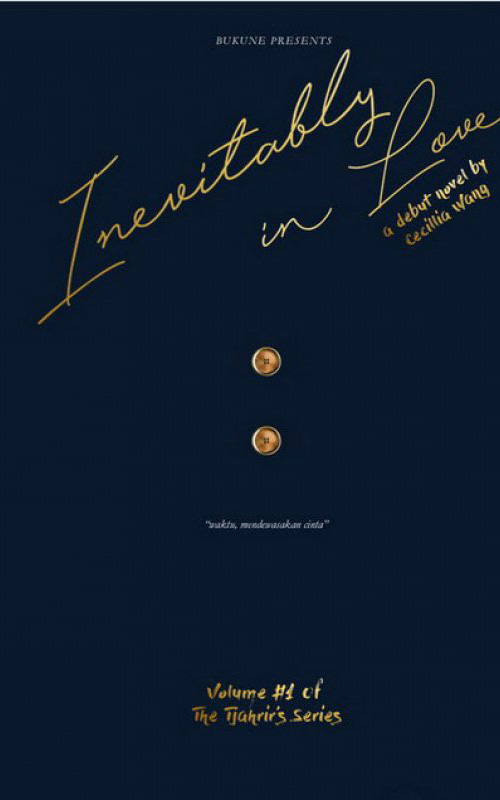 BUKUNE PRESENTS
Inevitably
in Love
a debut novel by
cecillia wang
"waktu, mendewasakan cinta"
Volume #1 of
The Tjahrir's Series